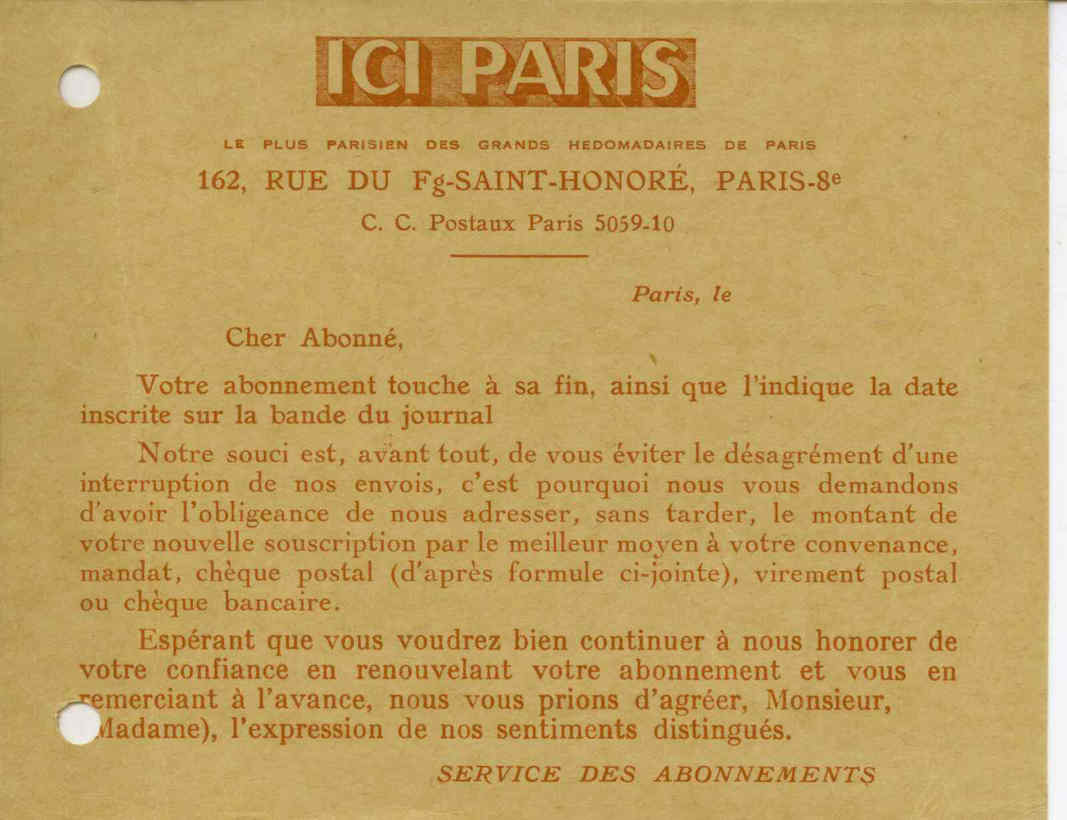 ICI PARIS
LE PLUS PARISIEN DES GRANDS HEDOMADAIRES DE PARIS
162, RUE DU Fg-SAINT-HONORÉ, PARIS-8e
C. C. Postaux Paris 5059-10
Paris, le
Cher Abonné,
Votre abonnement touche à sa fin, ainsi que l'indique la date
inscrite sur la bande du journal
Notre souci est, avant tout, de vous éviter le désagrément d'une
interruption de nos envois, c'est pourquoi nous vous demandons
d'avoir l'obligeance de nous adresser, sans tarder, le montant de
votre nouvelle souscription par le meilleur moyen à votre convenance,
mandat, chèque postal (d'après formule ci-jointe), virement postal
ou chèque bancaire.
Espérant que vous voudrez bien continuer à nous honorer de
votre confiance en renouvelant votre abonnement et vous en
remerciant à l'avance, nous vous prions d'agréer, Monsieur,
Madame), l'expression de nos sentiments distingués.
SERVICE DES ABONNEMENTS